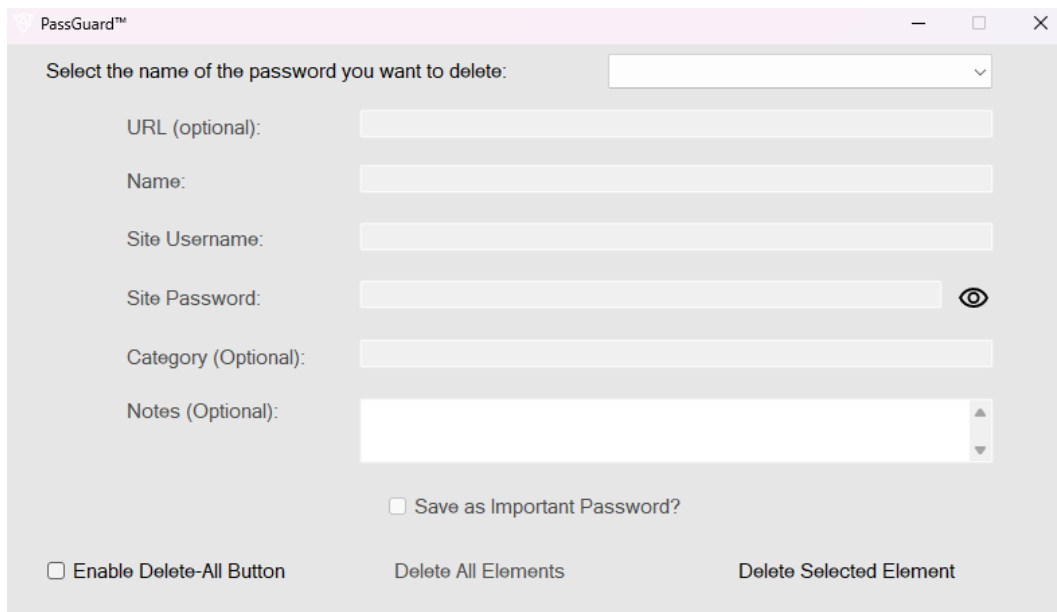 PassGuard™
Select the name of the password you want to delete:
URL (optional):
Name:
Site Username:
Site Password:
Category (Optional):
Notes (Optional):
Save as Important Password?
Enable Delete-All Button Delete All Elements Delete Selected Element